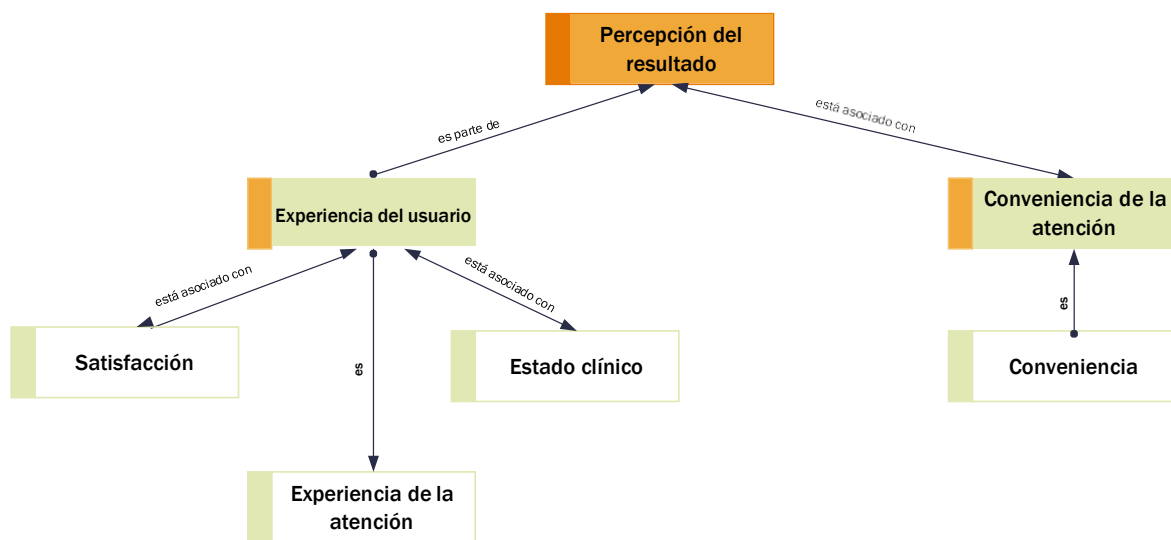 Percepción del
resultado
está asociado con
es parte de
Experiencia del usuario
Conveniencia de la
atención
está asociado con
está asociado con
es
Satisfacción
Estado clínico
Conveniencia
es
Experiencia de la
atención